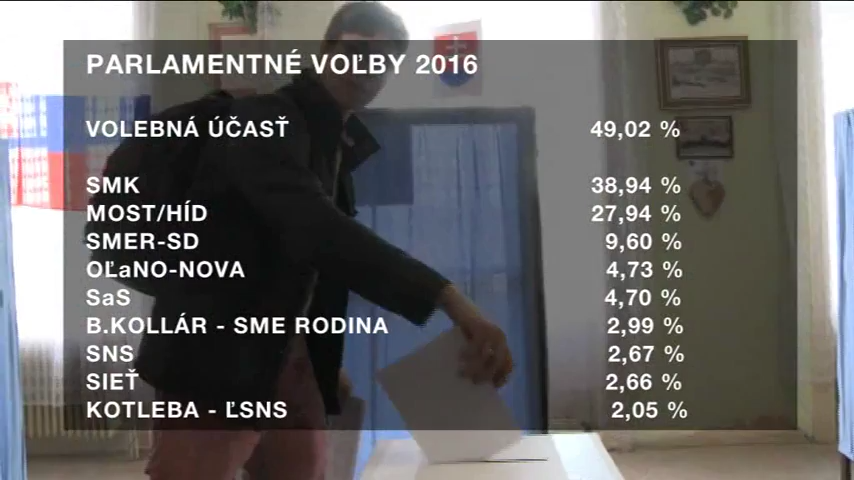 PARLAMENTNÉ VOĽBY 2016
VOLEBNÁ ÚČASŤ 49,02 %
SMK 38,94 %
MOST/HÍD 27,94 %
SMER-SD 9,60 %
OĽaNO-NOVA 4,73 %
SaS 4,70 %
B.KOLLÁR - SME RODINA 2,99 %
SNS 2,67 %
SIEŤ 2,66 %
KOTLEBA - ĽSNS 2,05 %